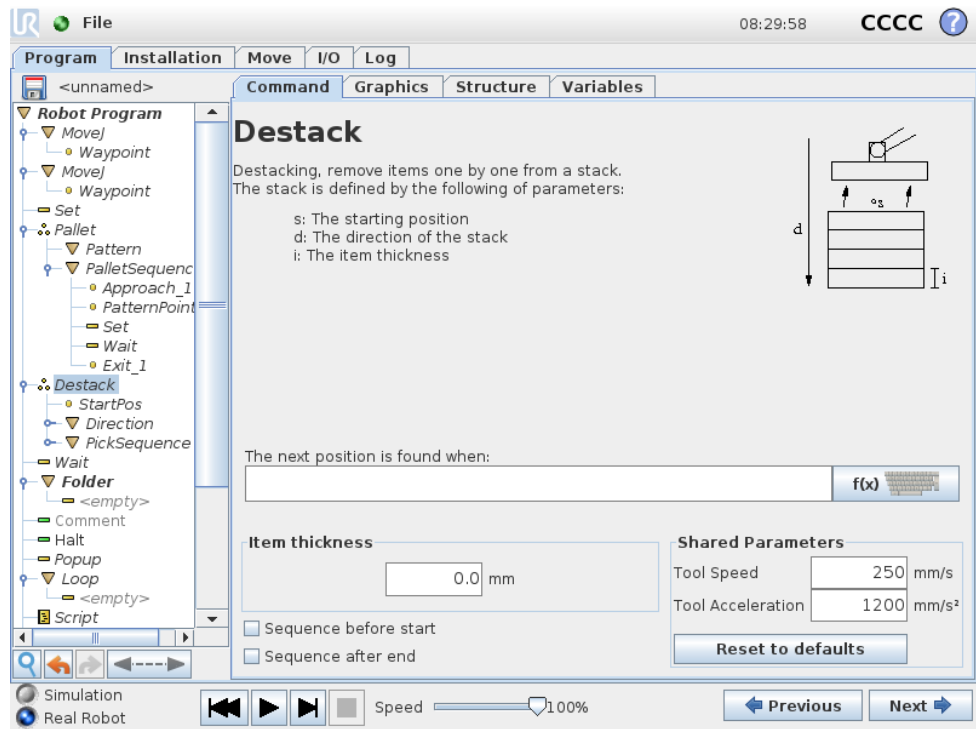 UR File 08:29:58 CCCC ?
Program Installation Move I/O Log
<unnamed>
Command Graphics Structure Variables
Robot Program
MoveJ
Waypoint
MoveJ
Waypoint
Set
Pallet
Pattern
PalletSequenc
Approach_1
PatternPoint
Set
Wait
Exit_1
Destack
StartPos
Direction
PickSequence
Wait
Folder
<empty>
Comment
Halt
Popup
Loop
<empty>
Script
Destack
Destacking, remove items one by one from a stack.
The stack is defined by the following of parameters:
s: The starting position
d: The direction of the stack
i: The item thickness
s
d
i
The next position is found when:
f(x)
Item thickness
0.0 mm
Sequence before start
Sequence after end
Shared Parameters
Tool Speed 250 mm/s
Tool Acceleration 1200 mm/s²
Reset to defaults
Simulation
Real Robot
Speed 100%
Previous Next